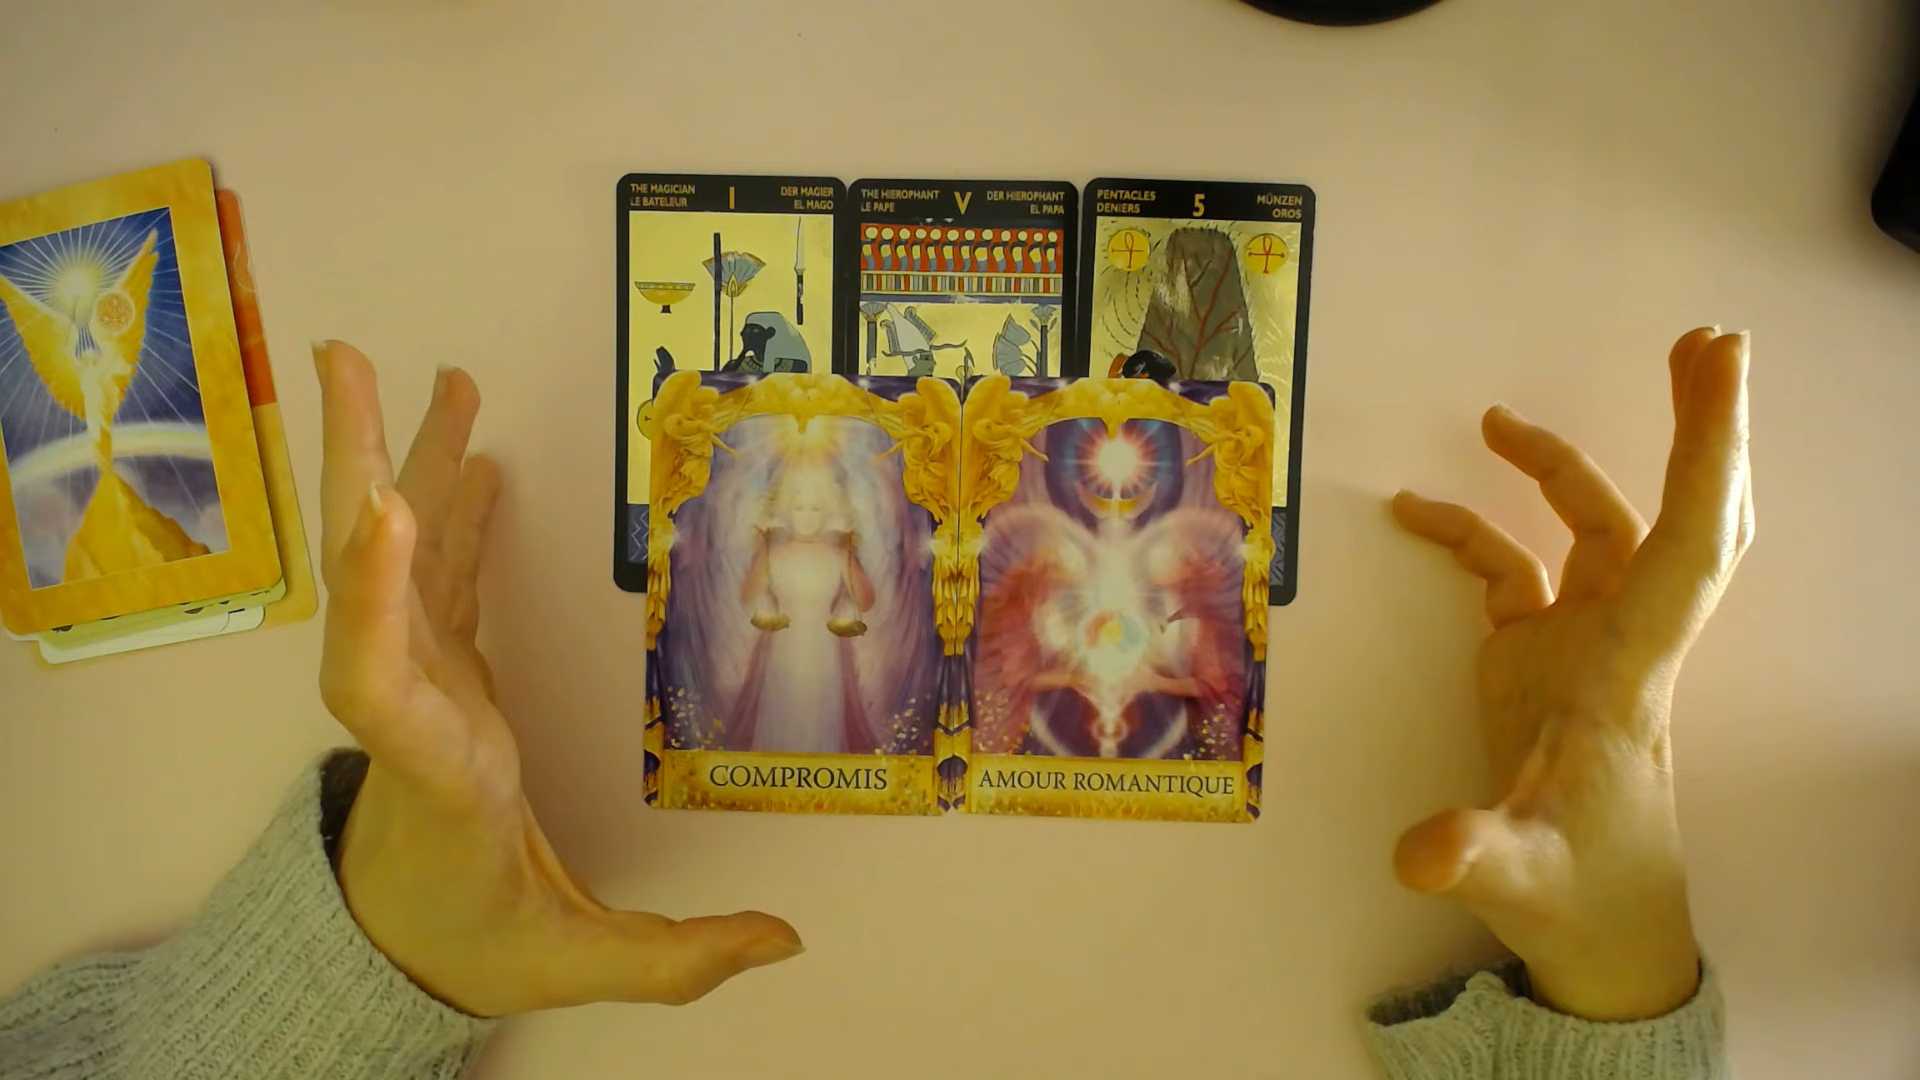 THE MAGICIAN
LE BATELEUR
I
DER MAGIER
EL MAGO
THE HIEROPHANT
LE PAPE
V
DER HIEROPHANT
EL PAPA
PENTACLES
DENIERS
5
MÜNZEN
OROS
COMPROMIS
AMOUR ROMANTIQUE